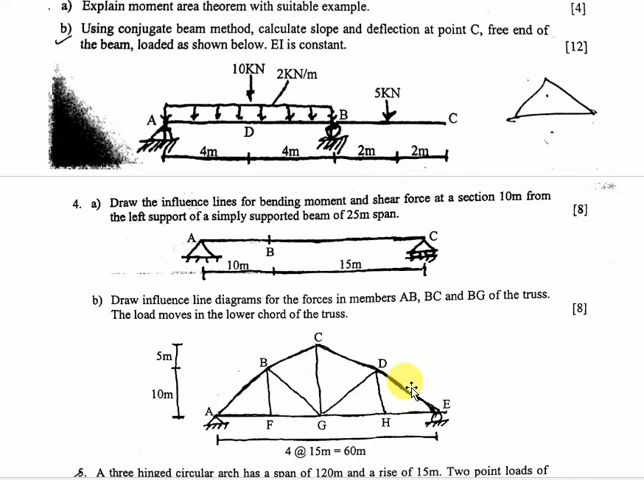 a) Explain moment area theorem with suitable example. [4]
b) Using conjugate beam method, calculate slope and deflection at point C, free end of
the beam, loaded as shown below. EI is constant. [12]
10KN 2KN/m
5KN
A B C
D
4m 4m 2m 2m
4. a) Draw the influence lines for bending moment and shear force at a section 10m from
the left support of a simply supported beam of 25m span. [8]
A C
B
10m 15m
b) Draw influence line diagrams for the forces in members AB, BC and BG of the truss.
The load moves in the lower chord of the truss. [8]
C
5m
B D
10m
A E
F G H
4 @ 15m = 60m
5. A three hinged circular arch has a span of 120m and a rise of 15m. Two point loads of